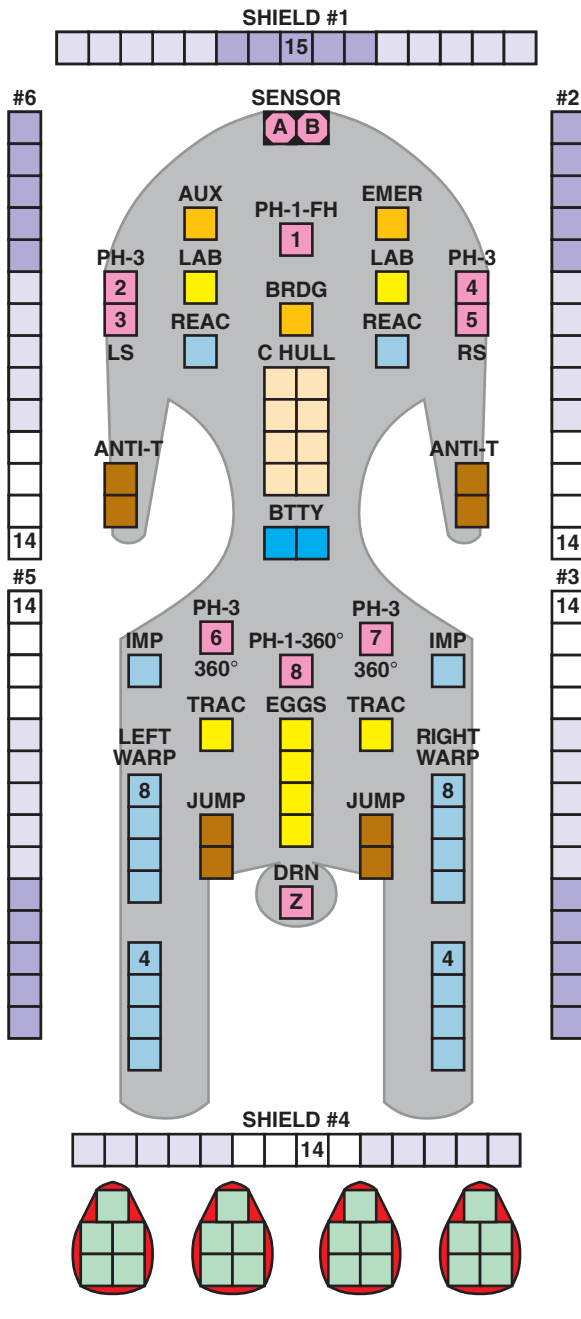 SHIELD #1
15
#6
SENSOR
#2
A B
AUX
PH-1-FH
EMER
1
PH-3
LAB
LAB
PH-3
2
BRDG
4
3
5
REAC
REAC
LS
C HULL
RS
ANTI-T
ANTI-T
BTTY
14
14
#5
#3
14
14
PH-3
PH-3
IMP
6
PH-1-360°
7
IMP
360°
8
360°
TRAC
EGGS
TRAC
LEFT
WARP
RIGHT
WARP
8
8
JUMP
JUMP
DRN
Z
4
4
SHIELD #4
14